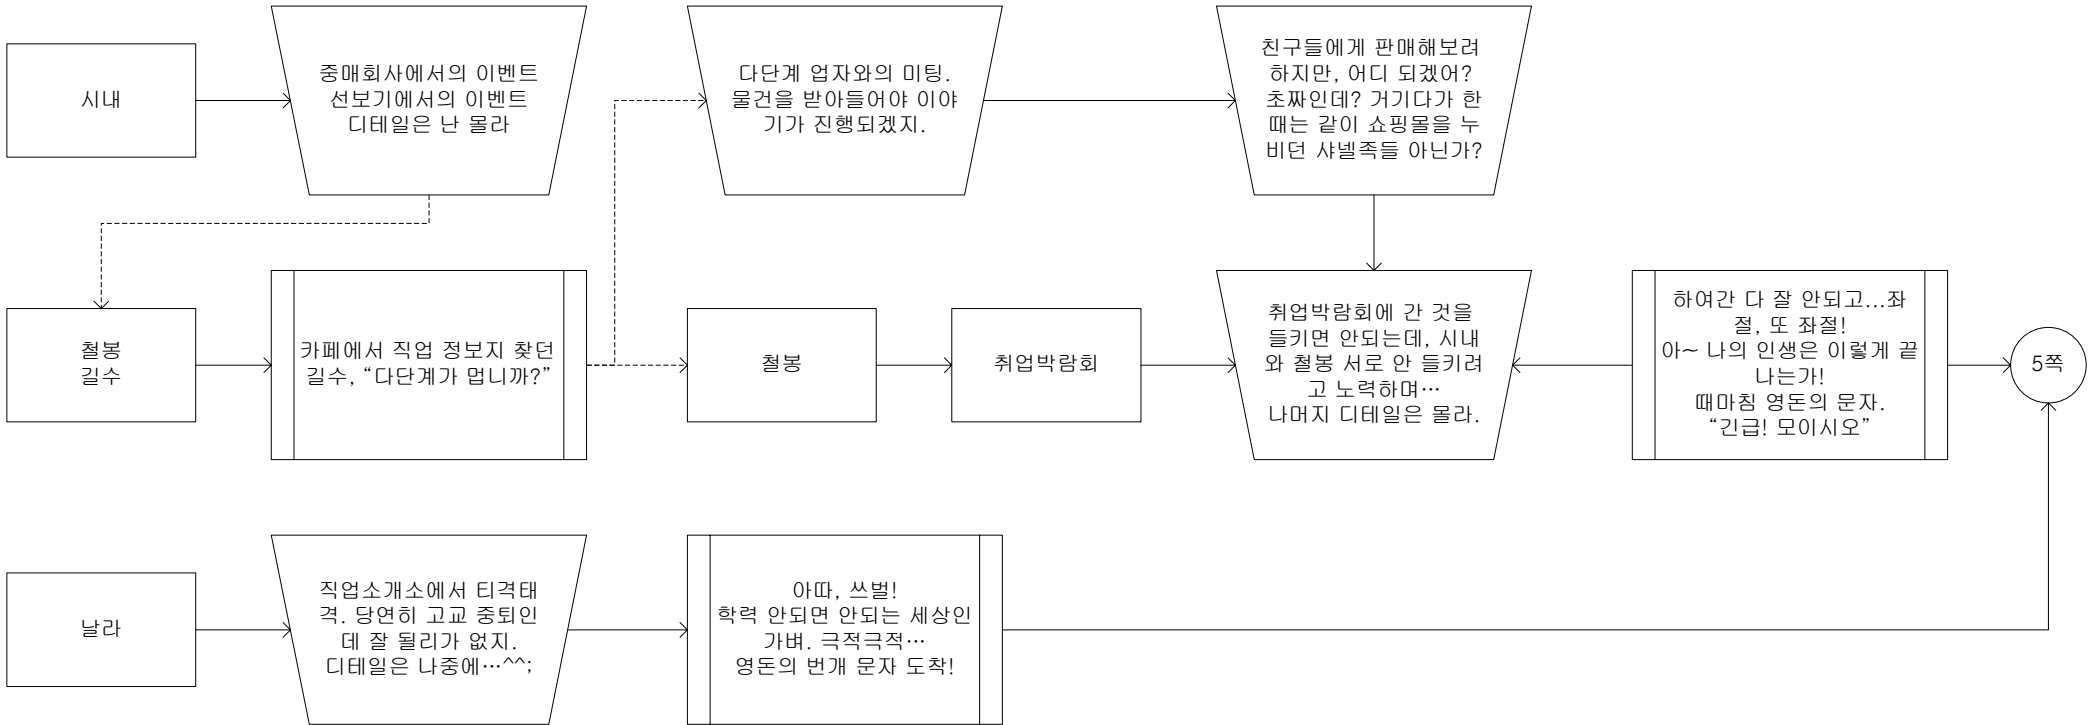 시내
중매회사에서의 이벤트
선보기에서의 이벤트
디테일은 난 몰라
다단계 업자와의 미팅.
물건을 받아들어야 이야
기가 진행되겠지.
친구들에게 판매해보려
하지만, 어디 되겠어?
초짜인데? 거기다가 한
때는 같이 쇼핑몰을 누
비던 샤넬족들 아닌가?
철봉
길수
카페에서 직업 정보지 찾던
길수, “다단계가 멉니까?”
철봉
취업박람회
취업박람회에 간 것을
들키면 안되는데, 시내
와 철봉 서로 안 들키려
고 노력하며…
나머지 디테일은 몰라.
하여간 다 잘 안되고...좌
절, 또 좌절!
아~ 나의 인생은 이렇게 끝
나는가!
때마침 영돈의 문자.
“긴급! 모이시오”
5쪽
날라
직업소개소에서 티격태
격. 당연히 고교 중퇴인
데 잘 될리가 없지.
디테일은 나중에…^^;
아따, 쓰벌!
학력 안되면 안되는 세상인
가벼. 극적극적…
영돈의 번개 문자 도착!